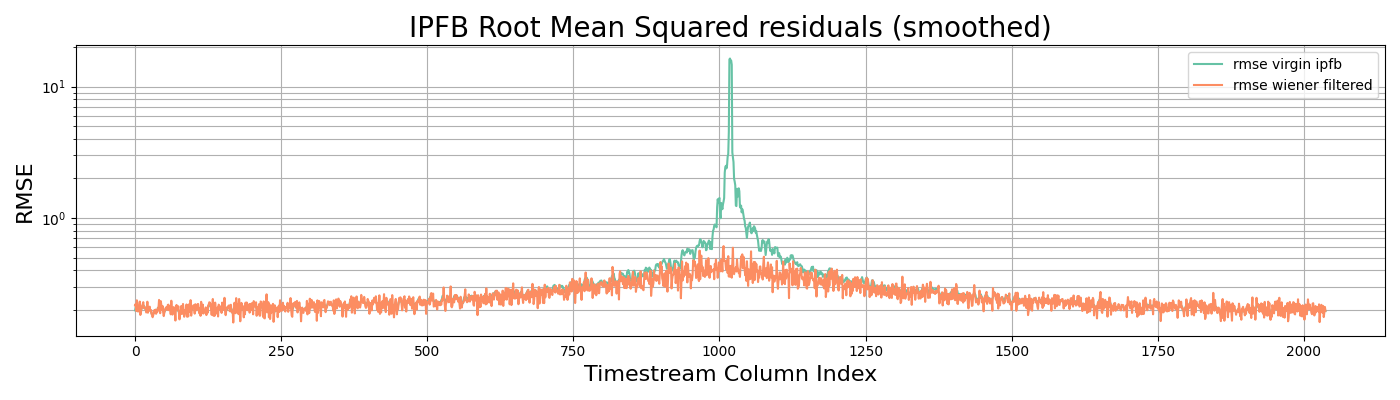 IPFB Root Mean Squared residuals (smoothed)
rmse virgin ipfb
rmse wiener filtered
RMSE
10¹
10⁰
0 250 500 750 1000 1250 1500 1750 2000
Timestream Column Index